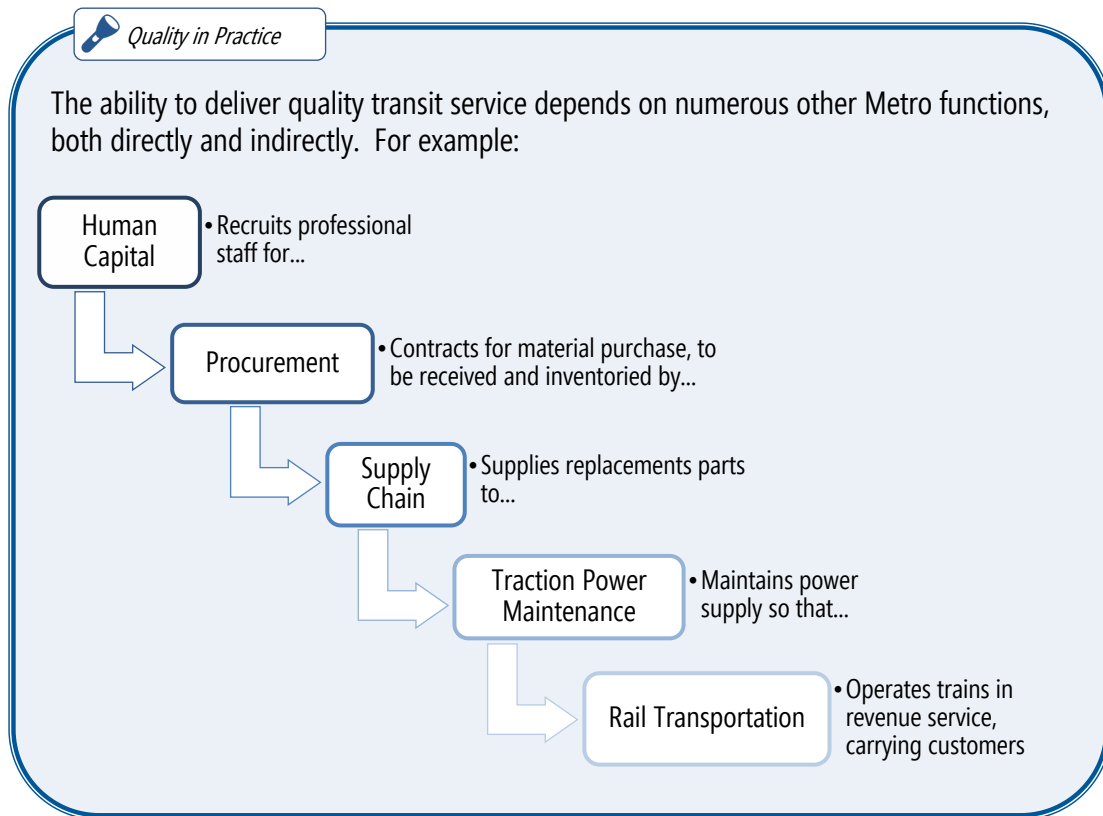 Quality in Practice
The ability to deliver quality transit service depends on numerous other Metro functions,
both directly and indirectly.  For example:
Human
Capital
•Recruits professional
staff for...
Procurement
•Contracts for material purchase, to
be received and inventoried by...
Supply
Chain
•Supplies replacements parts
to...
Traction Power
Maintenance
•Maintains power
supply so that...
Rail Transportation
•Operates trains in
revenue service,
carrying customers